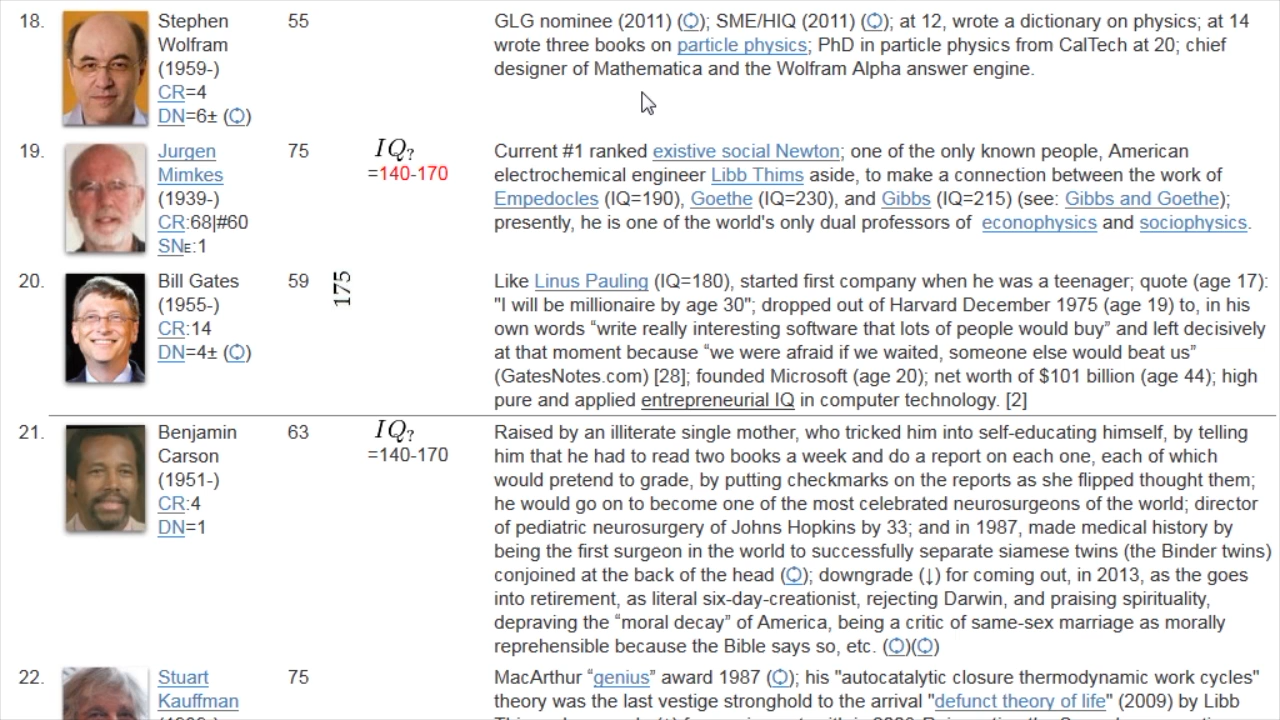 18.
Stephen
Wolfram
(1959-)
CR=4
DN=6± ()
55
GLG nominee (2011) (); SME/HIQ (2011) (); at 12, wrote a dictionary on physics; at 14
wrote three books on particle physics; PhD in particle physics from CalTech at 20; chief
designer of Mathematica and the Wolfram Alpha answer engine.
19.
Jurgen
Mimkes
(1939-)
CR:68|#60
SNE:1
75
IQ?
=140-170
Current #1 ranked existive social Newton; one of the only known people, American
electrochemical engineer Libb Thims aside, to make a connection between the work of
Empedocles (IQ=190), Goethe (IQ=230), and Gibbs (IQ=215) (see: Gibbs and Goethe);
presently, he is one of the world's only dual professors of econophysics and sociophysics.
20.
Bill Gates
(1955-)
CR:14
DN=4± ()
59
175
Like Linus Pauling (IQ=180), started first company when he was a teenager; quote (age 17):
"I will be millionaire by age 30"; dropped out of Harvard December 1975 (age 19) to, in his
own words “write really interesting software that lots of people would buy” and left decisively
at that moment because “we were afraid if we waited, someone else would beat us”
(GatesNotes.com) [28]; founded Microsoft (age 20); net worth of $101 billion (age 44); high
pure and applied entrepreneurial IQ in computer technology. [2]
21.
Benjamin
Carson
(1951-)
CR:4
DN=1
63
IQ?
=140-170
Raised by an illiterate single mother, who tricked him into self-educating himself, by telling
him that he had to read two books a week and do a report on each one, each of which
would pretend to grade, by putting checkmarks on the reports as she flipped thought them;
he would go on to become one of the most celebrated neurosurgeons of the world; director
of pediatric neurosurgery of Johns Hopkins by 33; and in 1987, made medical history by
being the first surgeon in the world to successfully separate siamese twins (the Binder twins)
conjoined at the back of the head (); downgrade (↓) for coming out, in 2013, as the goes
into retirement, as literal six-day-creationist, rejecting Darwin, and praising spirituality,
depraving the “moral decay” of America, being a critic of same-sex marriage as morally
reprehensible because the Bible says so, etc. ()()
22.
Stuart
Kauffman
75
MacArthur “genius” award 1987 (); his "autocatalytic closure thermodynamic work cycles"
theory was the last vestige stronghold to the arrival "defunct theory of life" (2009) by Libb